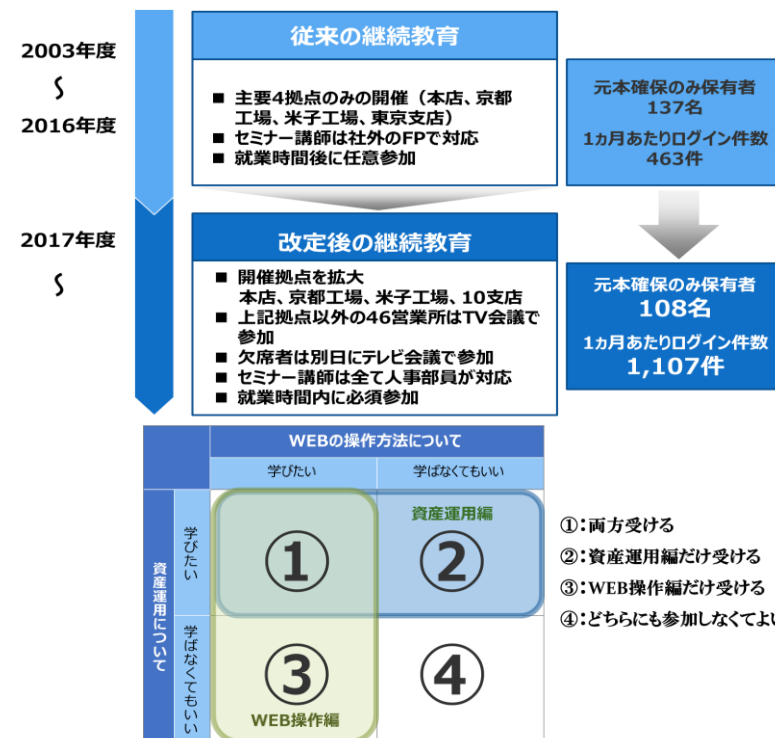 2003年度
〜
2016年度
従来の継続教育
■ 主要4拠点のみの開催（本店、京都
工場、米子工場、東京支店）
■ セミナー講師は社外のFPで対応
■ 就業時間後に任意参加
元本確保のみ保有者
137名
1ヵ月あたりログイン件数
463件
2017年度
〜
改定後の継続教育
■ 開催拠点を拡大
本店、京都工場、米子工場、10支店
■ 上記拠点以外の46営業所はTV会議で
参加
■ 欠席者は別日にテレビ会議で参加
■ セミナー講師は全て人事部員が対応
■ 就業時間内に必須参加
元本確保のみ保有者
108名
1ヵ月あたりログイン件数
1,107件
WEBの操作方法について
学びたい
学ばなくてもいい
資産運用について
学びたい
①
資産運用編
②
学ばなくてもいい
③
WEB操作編
④
①：両方受ける
②：資産運用編だけ受ける
③：WEB操作編だけ受ける
④：どちらにも参加しなくてよい